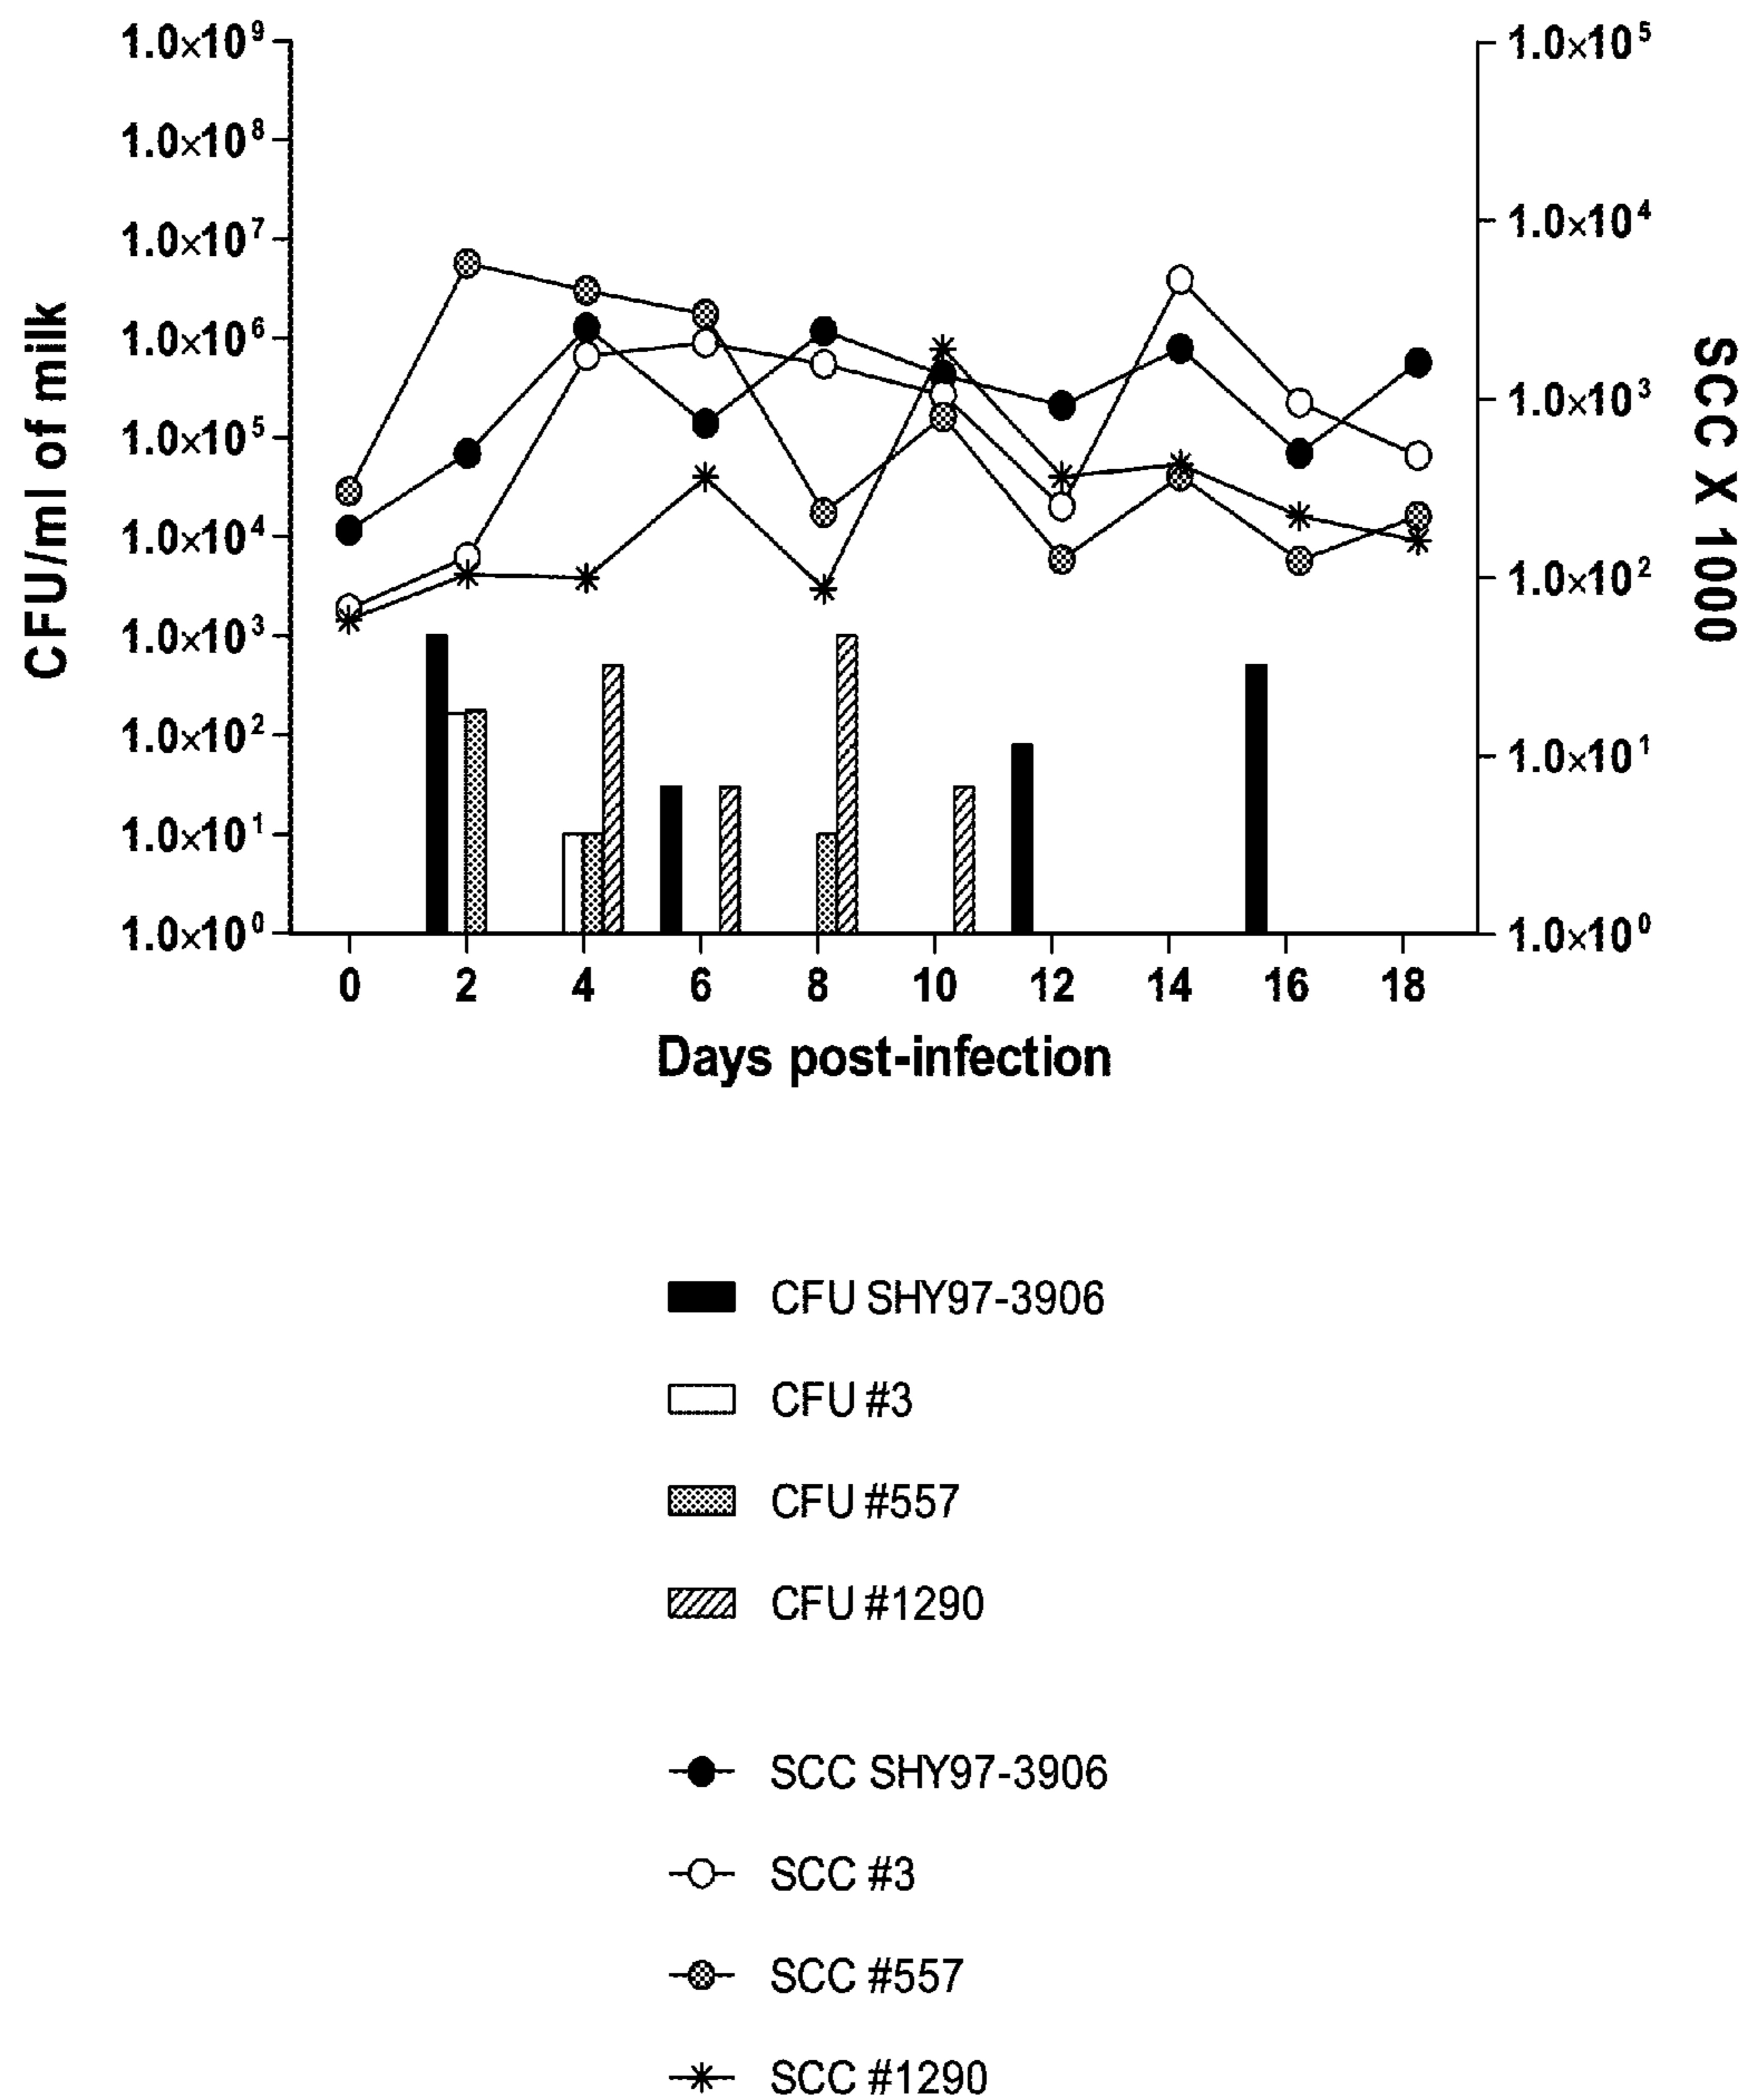 1.0×10⁹
1.0×10⁸
1.0×10⁷
1.0×10⁶
1.0×10⁵
1.0×10⁴
1.0×10³
1.0×10²
1.0×10¹
1.0×10⁰
CFU/ml of milk
1.0×10⁵
1.0×10⁴
1.0×10³
1.0×10²
1.0×10¹
1.0×10⁰
SCC X 1000
0 2 4 6 8 10 12 14 16 18
Days post-infection
CFU SHY97-3906
CFU #3
CFU #557
CFU #1290
SCC SHY97-3906
SCC #3
SCC #557
SCC #1290